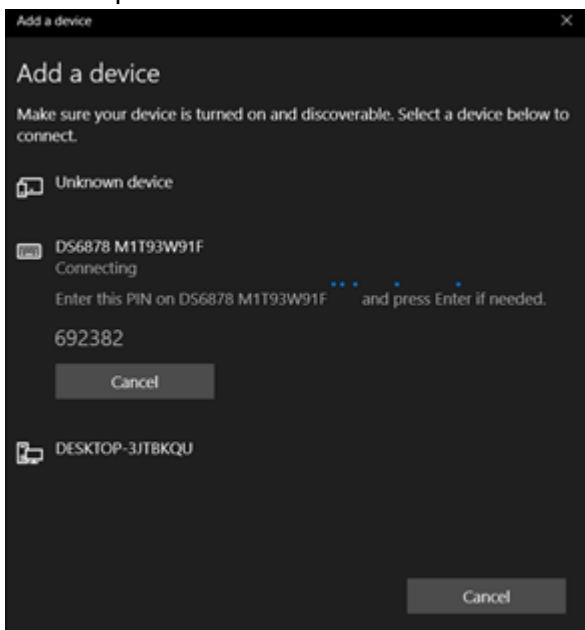 Add a device
Add a device
Make sure your device is turned on and discoverable. Select a device below to
connect.
Unknown device
DS6878 M1T93W91F
Connecting
Enter this PIN on DS6878 M1T93W91F and press Enter if needed.
692382
Cancel
DESKTOP-3JTBKQU
Cancel